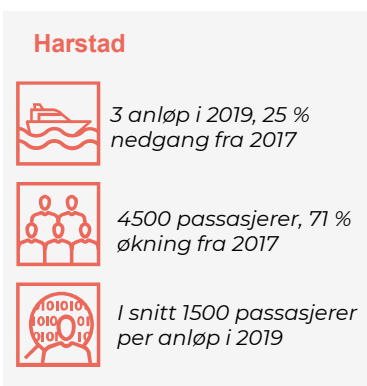 Harstad
3 anløp i 2019, 25 %
nedgang fra 2017
4500 passasjerer, 71 %
økning fra 2017
I snitt 1500 passasjerer
per anløp i 2019